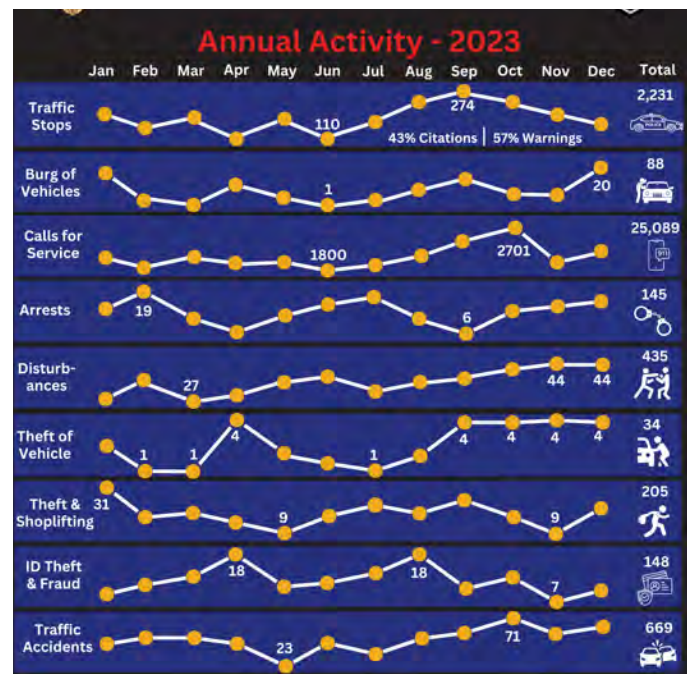 Annual Activity - 2023
Jan Feb Mar Apr May Jun Jul Aug Sep Oct Nov Dec Total
Traffic
Stops
110
274
43% Citations | 57% Warnings
2,231
Burg of
Vehicles
1
20
88
Calls for
Service
1800
2701
25,089
911
Arrests
19
6
145
Disturb-
ances
27
44
44
435
Theft of
Vehicle
1
1
4
1
4
4
4
4
34
Theft &
Shoplifting
31
9
9
205
ID Theft
& Fraud
18
18
7
148
Traffic
Accidents
23
71
669